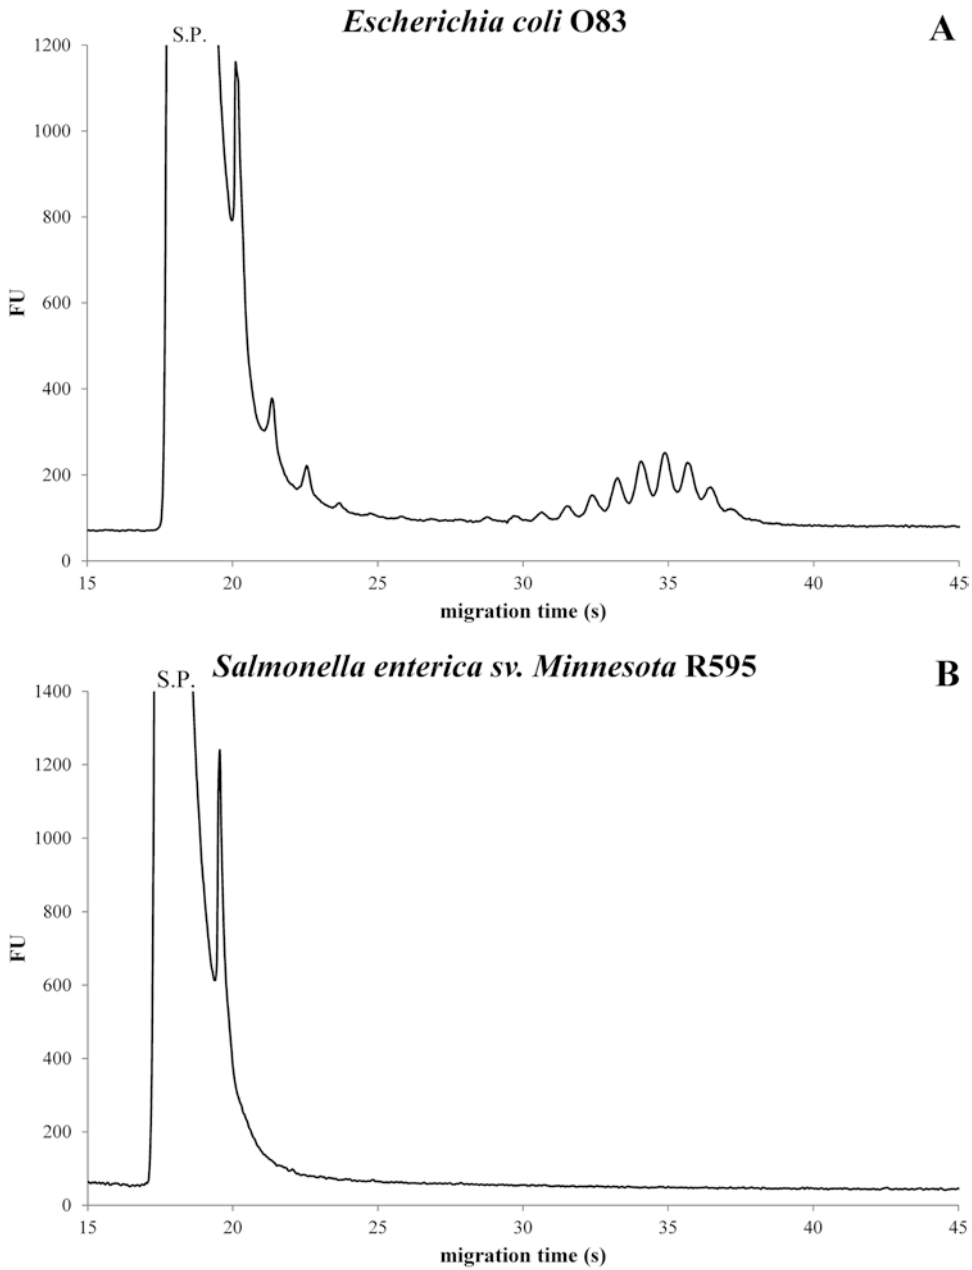 Escherichia coli O83
A
S.P.
1200
1000
800
600
400
200
0
FU
15 20 25 30 35 40 45
migration time (s)
Salmonella enterica sv. Minnesota R595
B
S.P.
1400
1200
1000
800
600
400
200
0
FU
15 20 25 30 35 40 45
migration time (s)